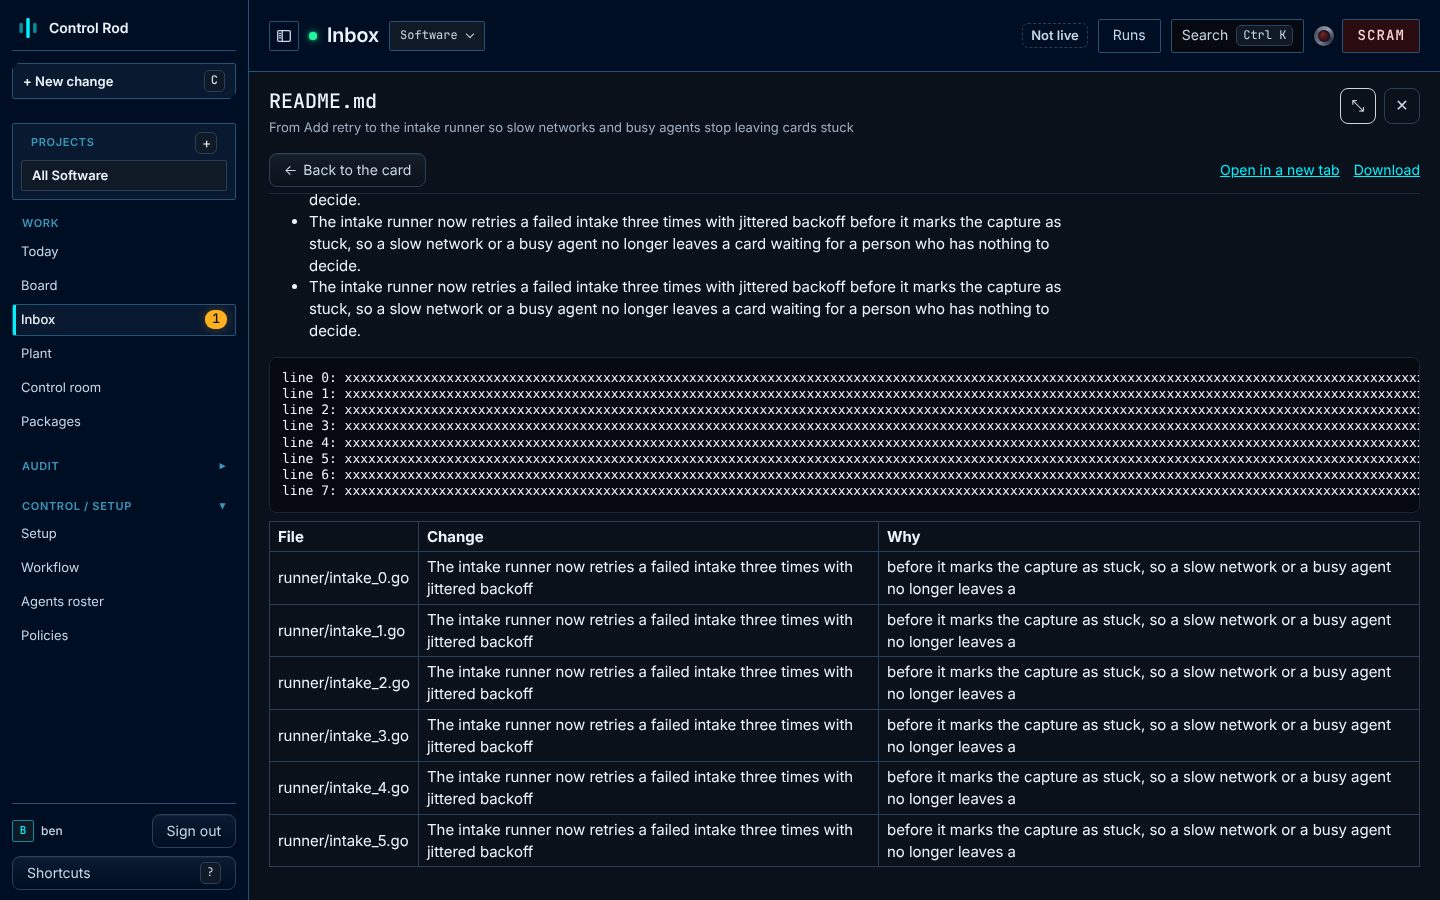 Control Rod
+ New change C
PROJECTS +
All Software
WORK
Today
Board
Inbox 1
Plant
Control room
Packages
AUDIT
CONTROL / SETUP
Setup
Workflow
Agents roster
Policies
B ben Sign out
Shortcuts ?
Inbox Software Not live Runs Search Ctrl K SCRAM
README.md
From Add retry to the intake runner so slow networks and busy agents stop leaving cards stuck
← Back to the card Open in a new tab Download
decide.
• The intake runner now retries a failed intake three times with jittered backoff before it marks the capture as
stuck, so a slow network or a busy agent no longer leaves a card waiting for a person who has nothing to
decide.
• The intake runner now retries a failed intake three times with jittered backoff before it marks the capture as
stuck, so a slow network or a busy agent no longer leaves a card waiting for a person who has nothing to
decide.
line 0:
line 1:
line 2:
line 3:
line 4:
line 5:
line 6:
line 7:
File Change Why
runner/intake_0.go The intake runner now retries a failed intake three times with jittered backoff before it marks the capture as stuck, so a slow network or a busy agent no longer leaves a
runner/intake_1.go The intake runner now retries a failed intake three times with jittered backoff before it marks the capture as stuck, so a slow network or a busy agent no longer leaves a
runner/intake_2.go The intake runner now retries a failed intake three times with jittered backoff before it marks the capture as stuck, so a slow network or a busy agent no longer leaves a
runner/intake_3.go The intake runner now retries a failed intake three times with jittered backoff before it marks the capture as stuck, so a slow network or a busy agent no longer leaves a
runner/intake_4.go The intake runner now retries a failed intake three times with jittered backoff before it marks the capture as stuck, so a slow network or a busy agent no longer leaves a
runner/intake_5.go The intake runner now retries a failed intake three times with jittered backoff before it marks the capture as stuck, so a slow network or a busy agent no longer leaves a